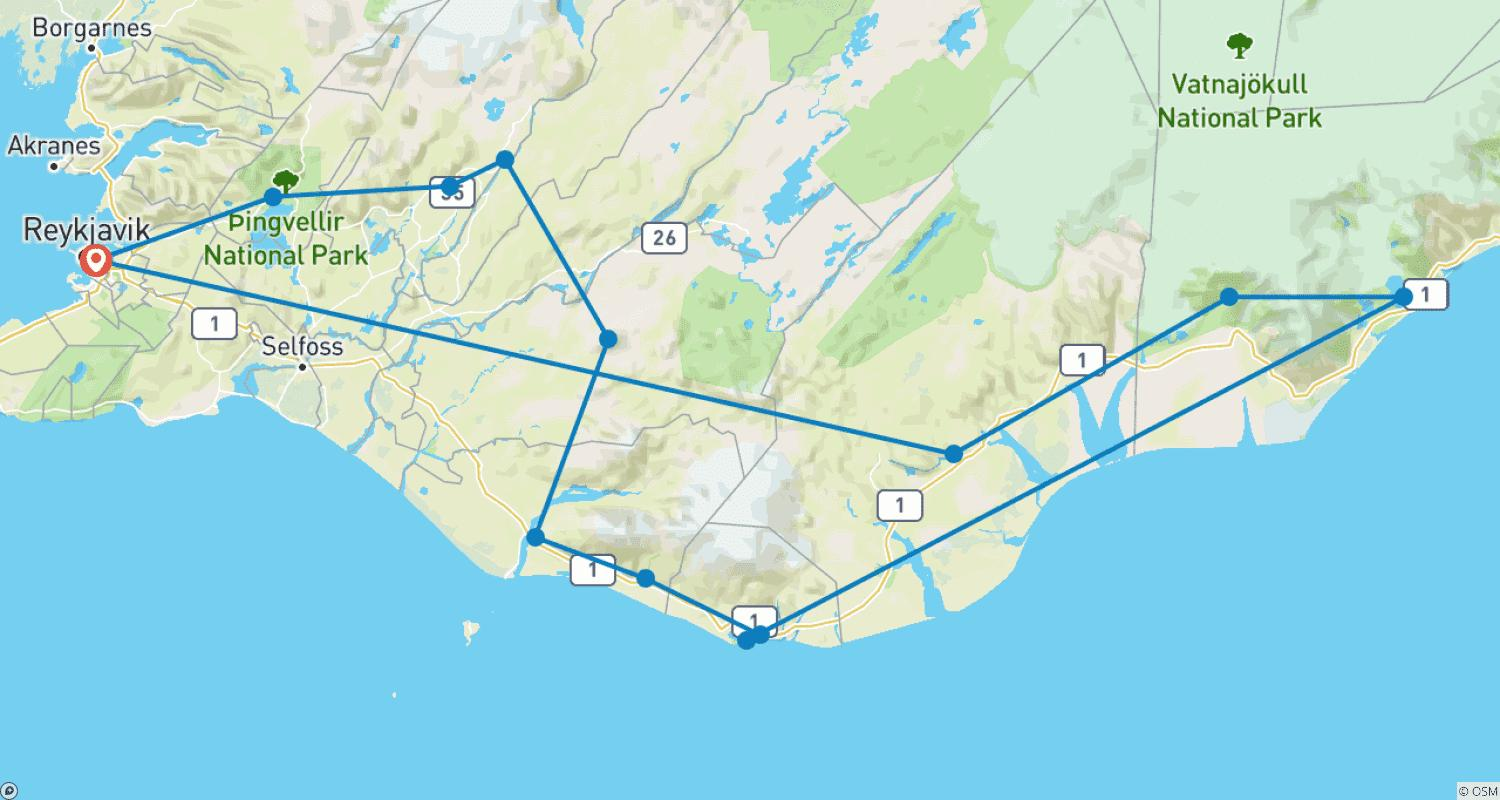 Borgarnes
Akranes
Reykjavik
Þingvellir
National Park
Vatnajökull
National Park
35
26
1
1
Selfoss
1
1
1
1
© OSM